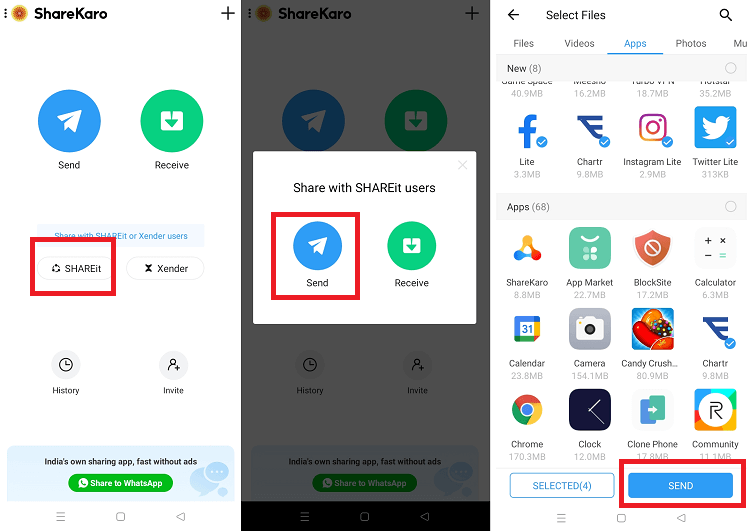 ShareKaro
Send
Receive
Share with SHAREit or Xender users
SHAREit
Xender
History
Invite
India's own sharing app, fast without ads
Share to WhatsApp
ShareKaro
Share with SHAREit users
Send
Receive
History
Invite
India's own sharing app, fast without ads
Share to WhatsApp
Select Files
Files Videos Apps Photos Mu
New (8)
Game Space Meesho Turbo VPN Hotstar
40.9MB 16.2MB 18.7MB 35.2MB
Lite Chartr Instagram Lite Twitter Lite
3.3MB 9.8MB 2.9MB 313KB
Apps (68)
ShareKaro App Market BlockSite Calculator
8.8MB 22.7MB 17.2MB 6.3MB
31
Calendar Camera Candy Crush... Chartr
23.8MB 154.1MB 80.9MB 9.8MB
Chrome Clock Clone Phone Community
170.3MB 12.0MB 17.8MB 11.1MB
SELECTED(4) SEND